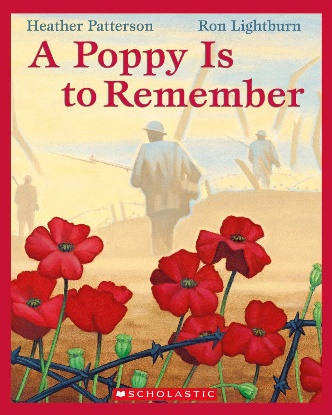 Heather Patterson Ron Lightburn
A Poppy Is
to Remember
SCHOLASTIC